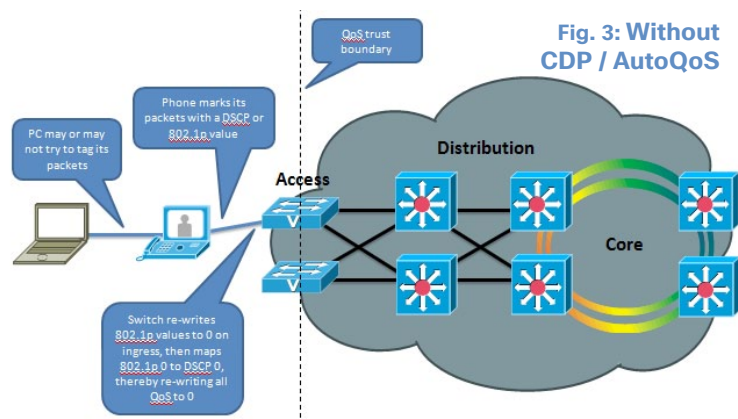 Fig. 3: Without
CDP / AutoQoS
QoS trust
boundary
Phone marks its
packets with a DSCP or
802.1p value
PC may or may
not try to tag its
packets
Distribution
Access
V
V
Core
Switch re-writes
802.1p values to 0 on
ingress, then maps
802.1p 0 to DSCP 0,
thereby re-writing all
QoS to 0